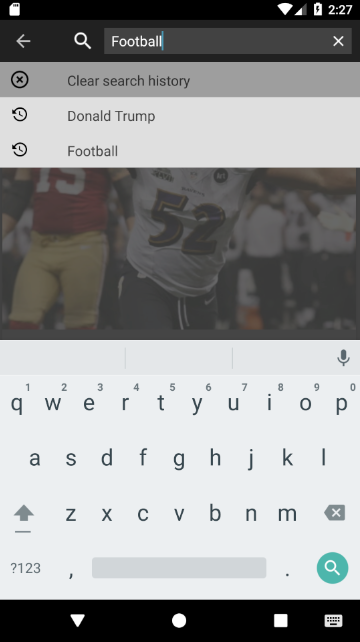 2:27
Football
Clear search history
Donald Trump
Football
15
52
1 2 3 4 5 6 7 8 9 0
q w e r t y u i o p
a s d f g h j k l
z x c v b n m
?123 , .